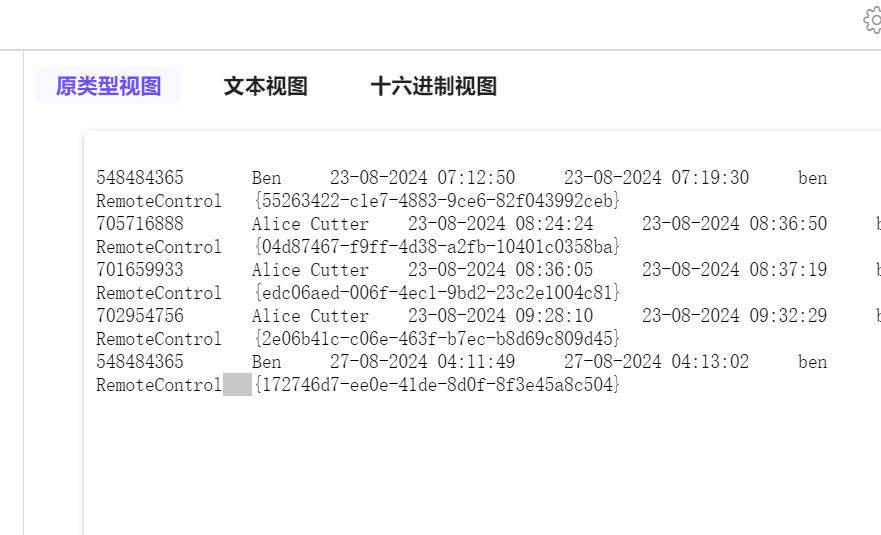 原类型视图 文本视图 十六进制视图
548484365 Ben 23-08-2024 07:12:50 23-08-2024 07:19:30 ben
RemoteControl {55263422-c1e7-4883-9ce6-82f043992ceb}
705716888 Alice Cutter 23-08-2024 08:24:24 23-08-2024 08:36:50
RemoteControl {04d87467-f9ff-4d38-a2fb-10401c0358ba}
701659933 Alice Cutter 23-08-2024 08:36:05 23-08-2024 08:37:19
RemoteControl {edc06aed-006f-4ec1-9bd2-23c2e1004c81}
702954756 Alice Cutter 23-08-2024 09:28:10 23-08-2024 09:32:29
RemoteControl {2e06b41c-c06e-463f-b7ec-b8d69c809d45}
548484365 Ben 27-08-2024 04:11:49 27-08-2024 04:13:02 ben
RemoteControl {172746d7-ee0e-41de-8d0f-8f3e45a8c504}